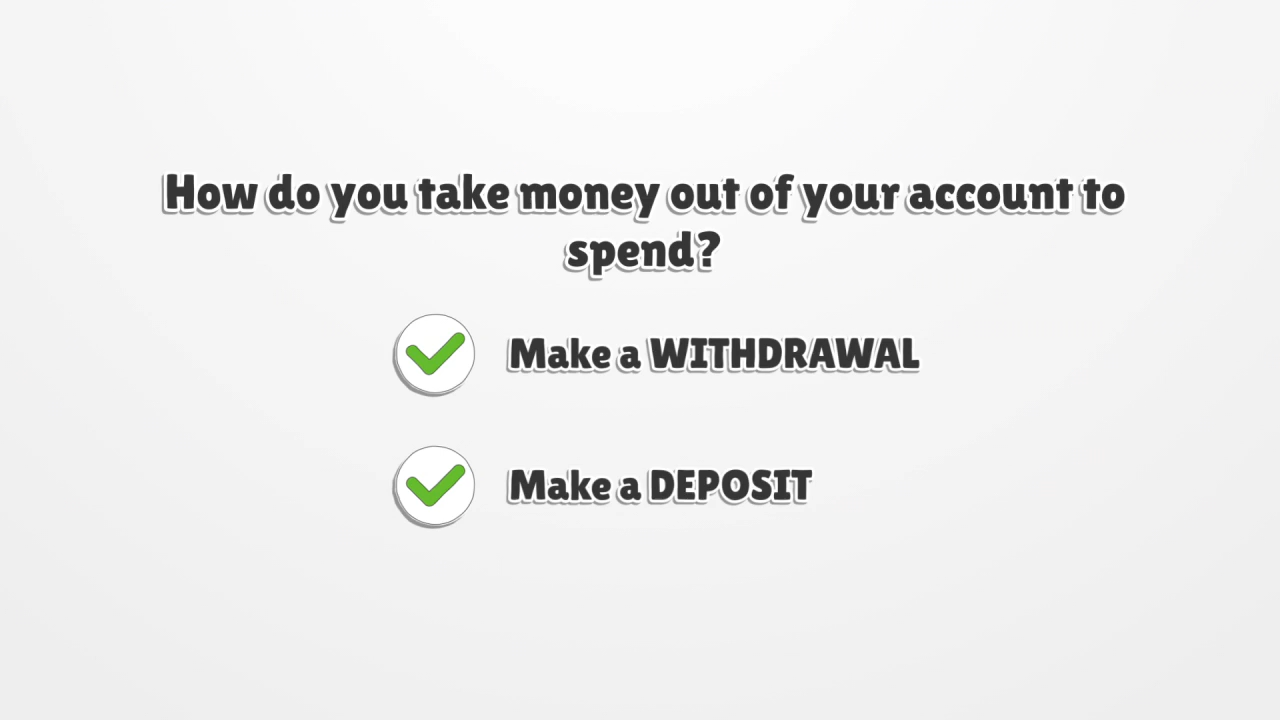 How do you take money out of your account to
spend?
Make a WITHDRAWAL
Make a DEPOSIT